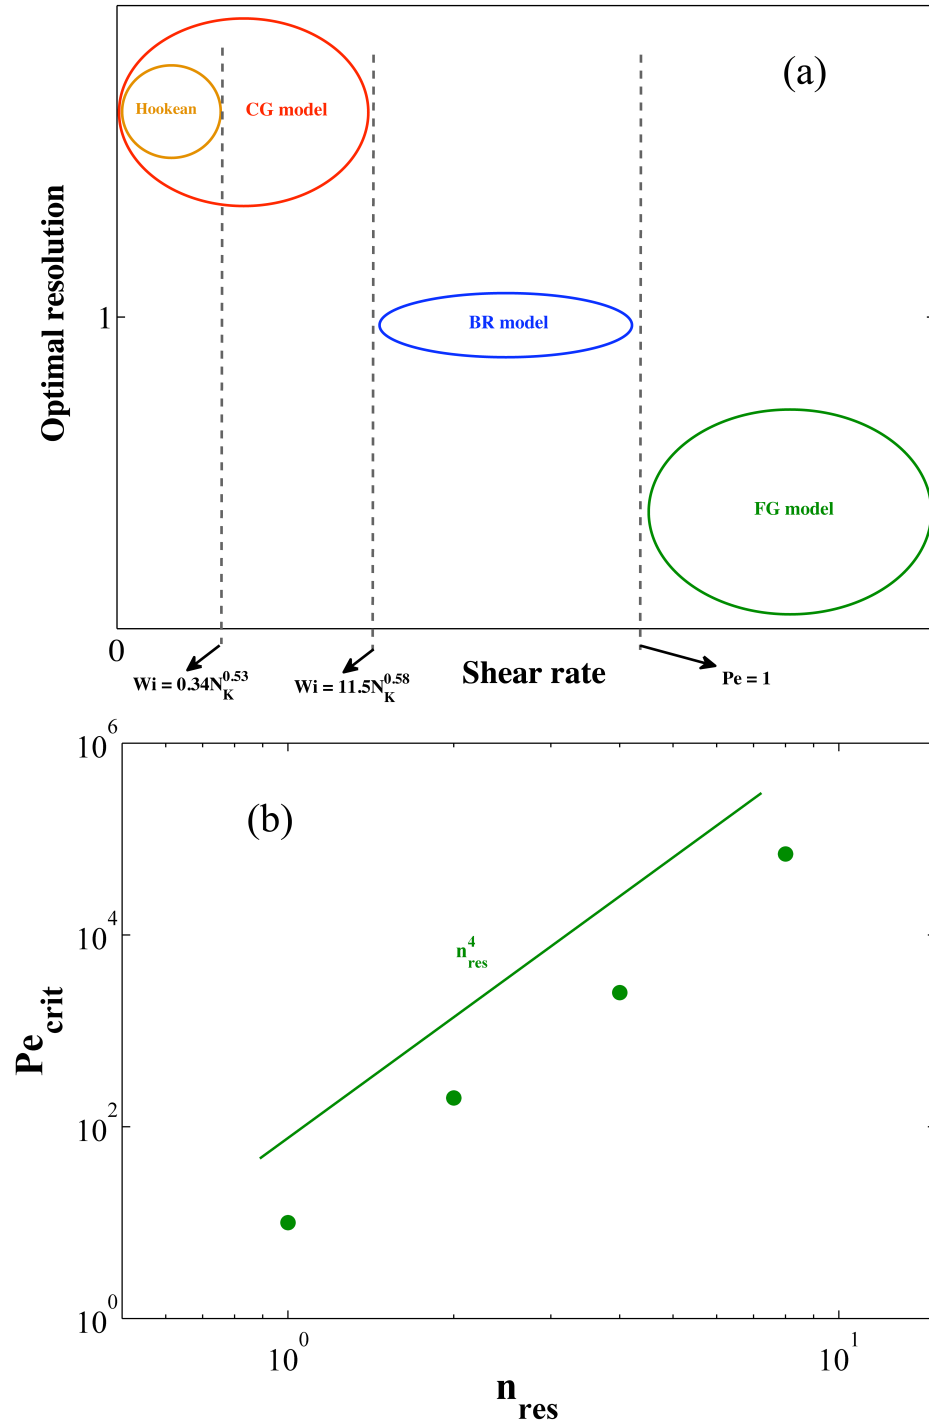 (a)
Hookean
CG model
Optimal resolution
1
BR model
FG model
0
Wi = 0.34N_K^0.53
Wi = 11.5N_K^0.58
Shear rate
Pe = 1
10^6
(b)
10^4
n_res^4
Pe_crit
10^2
10^0
10^0
10^1
n_res